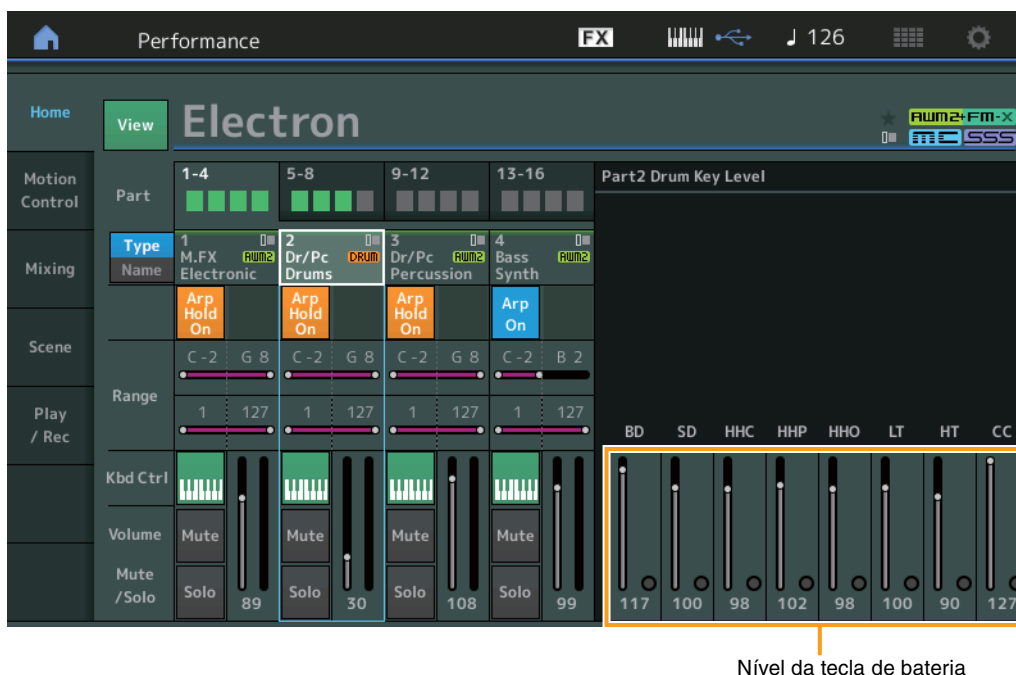 Performance FX 126
Home View Electron AWM2+FM-X
MC SSS
Motion Control Part 1-4 5-8 9-12 13-16 Part2 Drum Key Level
Mixing Type Name
1 M.FX AWM2 Electronic
2 Dr/Pc DRUM Drums
3 Dr/Pc AWM2 Percussion
4 Bass AWM2 Synth
Arp Hold On Arp Hold On Arp Hold On Arp On
Scene
Range
C -2 G 8 C -2 G 8 C -2 G 8 C -2 B 2
1 127 1 127 1 127 1 127
Play / Rec
BD SD HHC HHP HHO LT HT CC
Kbd Ctrl
Volume Mute Mute Mute Mute
Mute /Solo
Solo 89 Solo 30 Solo 108 Solo 99
117 100 98 102 98 100 90 127
Nível da tecla de bateria